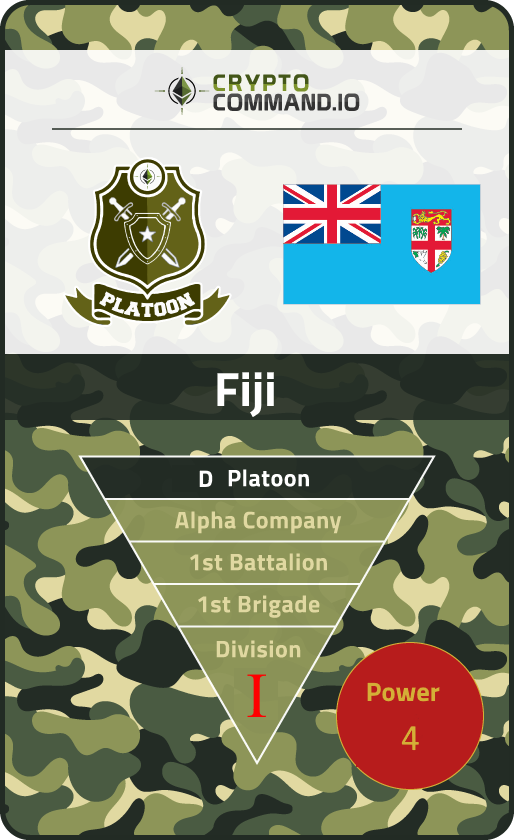 CRYPTO
COMMAND.IO
PLATOON
Fiji
D Platoon
Alpha Company
1st Battalion
1st Brigade
Division
I
Power
4